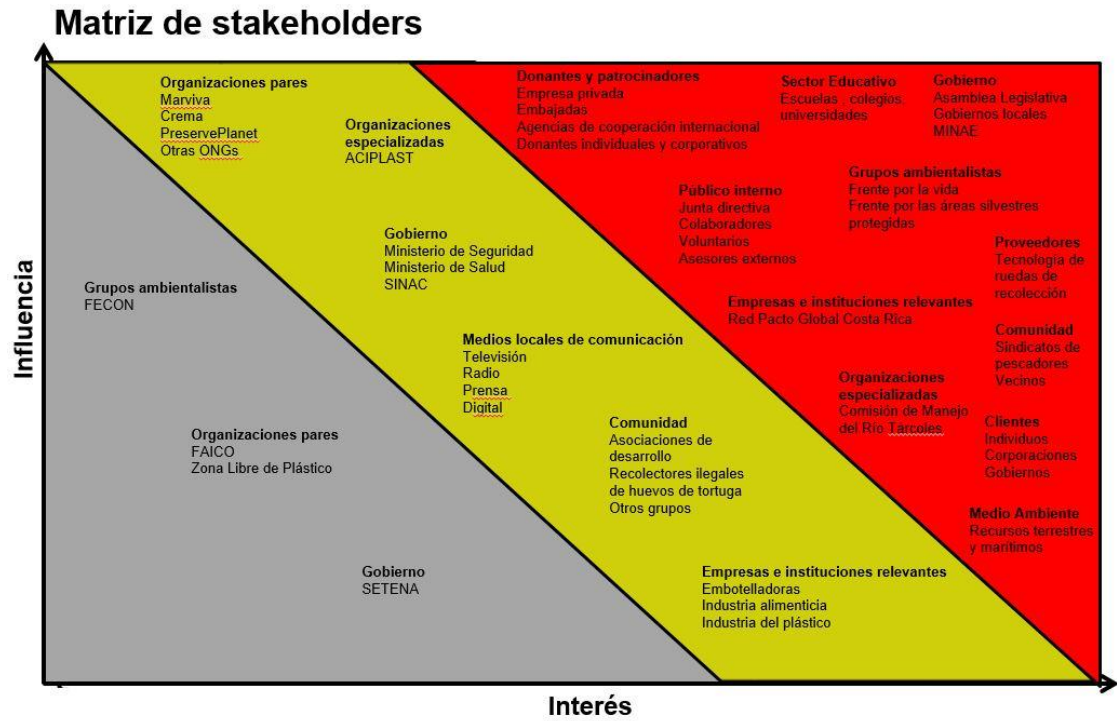 Matriz de stakeholders
Influencia
Organizaciones pares
Marviva
Crema
PreservePlanet
Otras ONGs
Organizaciones
especializadas
ACIPLAST
Donantes y patrocinadores
Empresa privada
Embajadas
Agencias de cooperación internacional
Donantes individuales y corporativos
Sector Educativo
Escuelas , colegios,
universidades
Gobierno
Asamblea Legislativa
Gobiernos locales
MINAE
Grupos ambientalistas
Frente por la vida
Frente por las áreas silvestres
protegidas
Público interno
Junta directiva
Colaboradores
Voluntarios
Asesores externos
Gobierno
Ministerio de Seguridad
Ministerio de Salud
SINAC
Proveedores
Tecnología de
ruedas de
recolección
Grupos ambientalistas
FECON
Empresas e instituciones relevantes
Red Pacto Global Costa Rica
Medios locales de comunicación
Televisión
Radio
Prensa
Digital
Comunidad
Sindicatos de
pescadores
Vecinos
Organizaciones
especializadas
Comisión de Manejo
del Río Tárcoles
Organizaciones pares
FAICO
Zona Libre de Plástico
Comunidad
Asociaciones de
desarrollo
Recolectores ilegales
de huevos de tortuga
Otros grupos
Clientes
Individuos
Corporaciones
Gobiernos
Medio Ambiente
Recursos terrestres
y marítimos
Gobierno
SETENA
Empresas e instituciones relevantes
Embotelladoras
Industria alimenticia
Industria del plástico
Interés